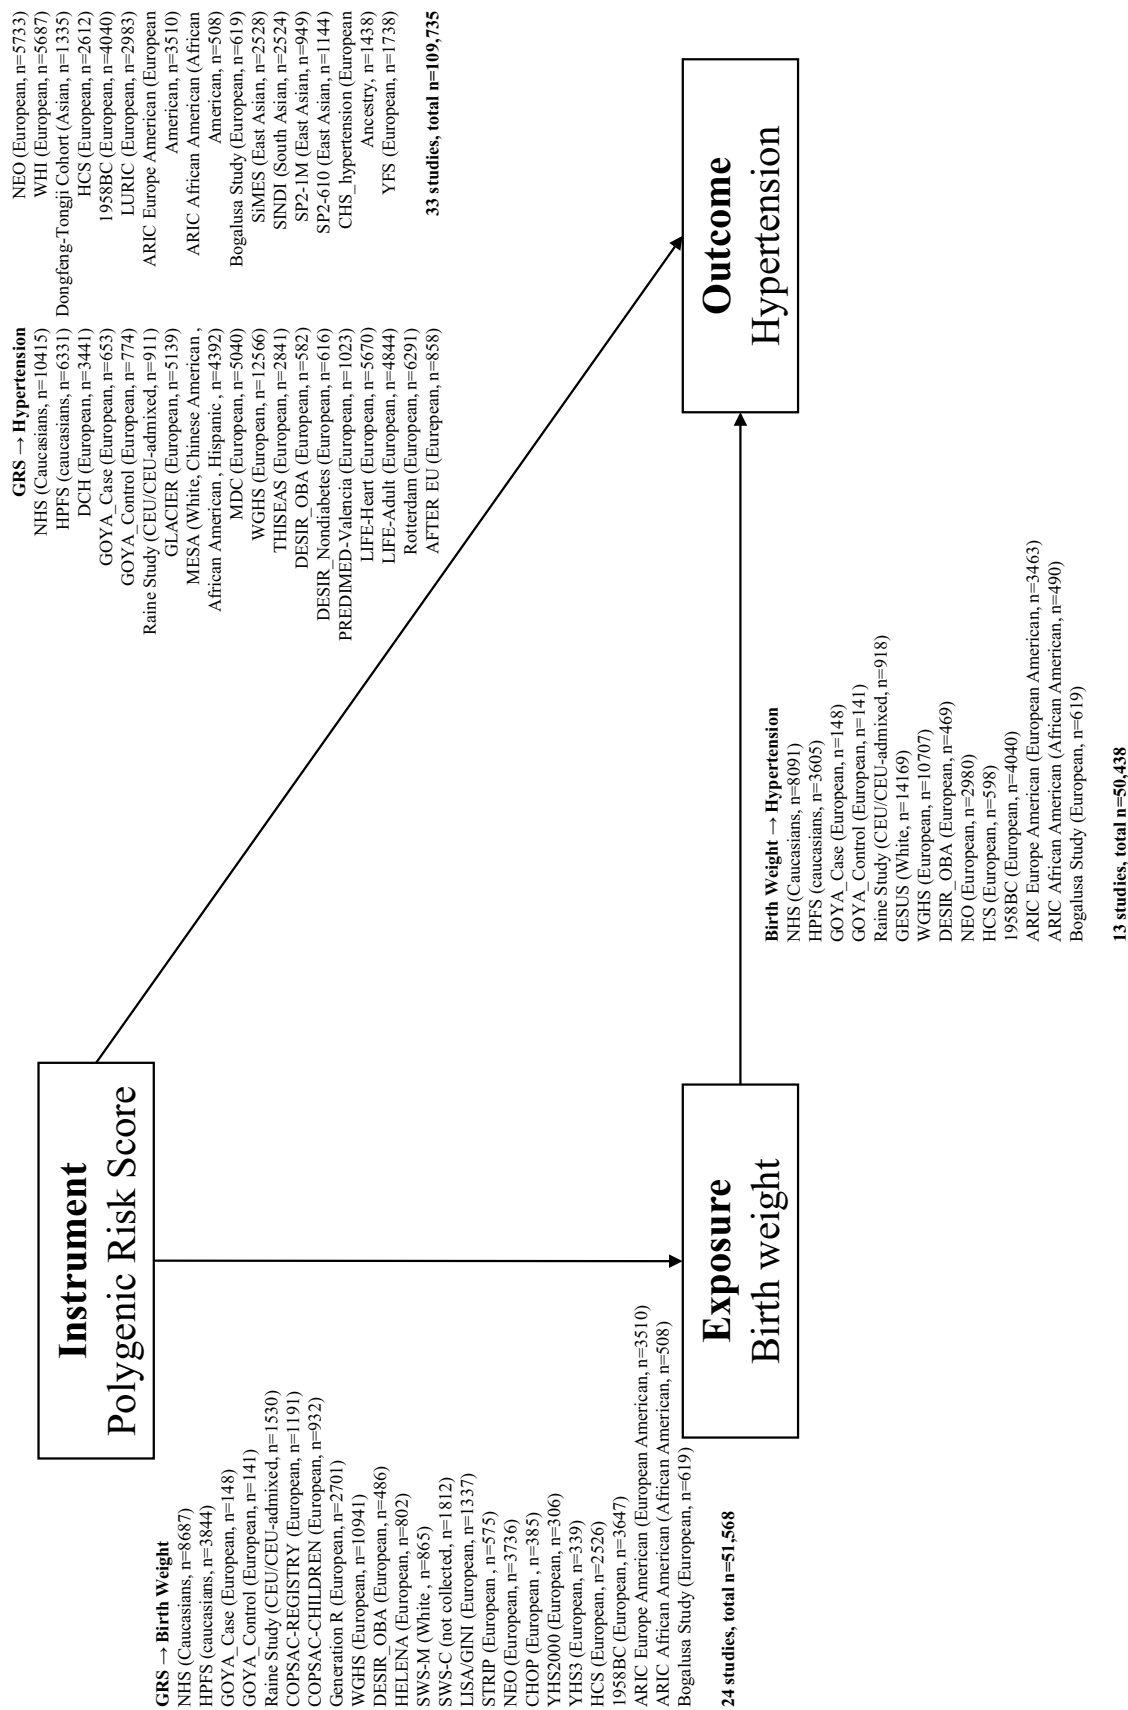 Instrument
Polygenic Risk Score
GRS → Hypertension
NHS (Caucasians, n=10415)
HPFS (caucasians, n=6331)
DCH (European, n=3441)
GOYA_Case (European, n=653)
GOYA_Control (European, n=774)
Raine Study (CEU/CEU-admixed, n=911)
GLACIER (European, n=5139)
MESA (White, Chinese American ,
African American , Hispanic , n=4392)
MDC (European, n=5040)
WGHS (European, n=12566)
THISEAS (European, n=2841)
DESIR_OBA (European, n=582)
DESIR_Nondiabetes (European, n=616)
PREDIMED-Valencia (European, n=1023)
LIFE-Heart (European, n=5670)
LIFE-Adult (European, n=4844)
Rotterdam (European, n=6291)
AFTER EU (Eurepean, n=858)
NEO (European, n=5733)
WHI (European, n=5687)
Dongfeng-Tongji Cohort (Asian, n=1335)
HCS (European, n=2612)
1958BC (European, n=4040)
LURIC (European, n=2983)
ARIC Europe American (European
American, n=3510)
ARIC African American (African
American, n=508)
Bogalusa Study (European, n=619)
SiMES (East Asian, n=2528)
SINDI (South Asian, n=2524)
SP2-1M (East Asian, n=949)
SP2-610 (East Asian, n=1144)
CHS_hypertension (European
Ancestry, n=1438)
YFS (European, n=1738)
33 studies, total n=109,735
GRS → Birth Weight
NHS (Caucasians, n=8687)
HPFS (caucasians, n=3844)
GOYA_Case (European, n=148)
GOYA_Control (European, n=141)
Raine Study (CEU/CEU-admixed, n=1530)
COPSAC-REGISTRY (European, n=1191)
COPSAC-CHILDREN (European, n=932)
Generation R (European, n=2701)
WGHS (European, n=10941)
DESIR_OBA (European, n=486)
HELENA (European, n=802)
SWS-M (White , n=865)
SWS-C (not collected, n=1812)
LISA/GINI (European, n=1337)
STRIP (European , n=575)
NEO (European, n=3736)
CHOP (European , n=385)
YHS2000 (European, n=306)
YHS3 (European, n=339)
HCS (European, n=2526)
1958BC (European, n=3647)
ARIC Europe American (European American, n=3510)
ARIC African American (African American, n=508)
Bogalusa Study (European, n=619)
24 studies, total n=51,568
Exposure
Birth weight
Outcome
Hypertension
Birth Weight → Hypertension
NHS (Caucasians, n=8091)
HPFS (caucasians, n=3605)
GOYA_Case (European, n=148)
GOYA_Control (European, n=141)
Raine Study (CEU/CEU-admixed, n=918)
GESUS (White, n=14169)
WGHS (European, n=10707)
DESIR_OBA (European, n=469)
NEO (European, n=2980)
HCS (European, n=598)
1958BC (European, n=4040)
ARIC Europe American (European American, n=3463)
ARIC African American (African American, n=490)
Bogalusa Study (European, n=619)
13 studies, total n=50,438